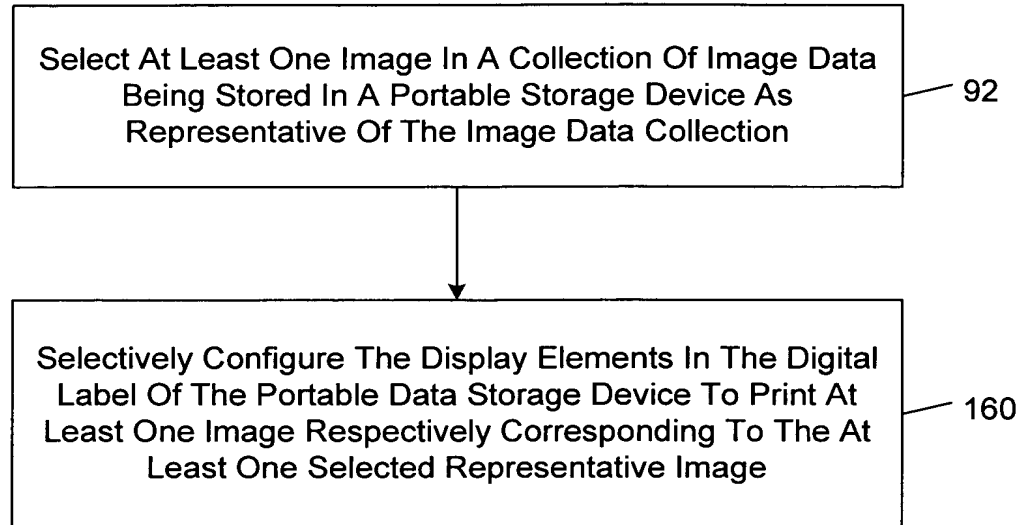 Select At Least One Image In A Collection Of Image Data
Being Stored In A Portable Storage Device As
Representative Of The Image Data Collection
92
Selectively Configure The Display Elements In The Digital
Label Of The Portable Data Storage Device To Print At
Least One Image Respectively Corresponding To The At
Least One Selected Representative Image
160